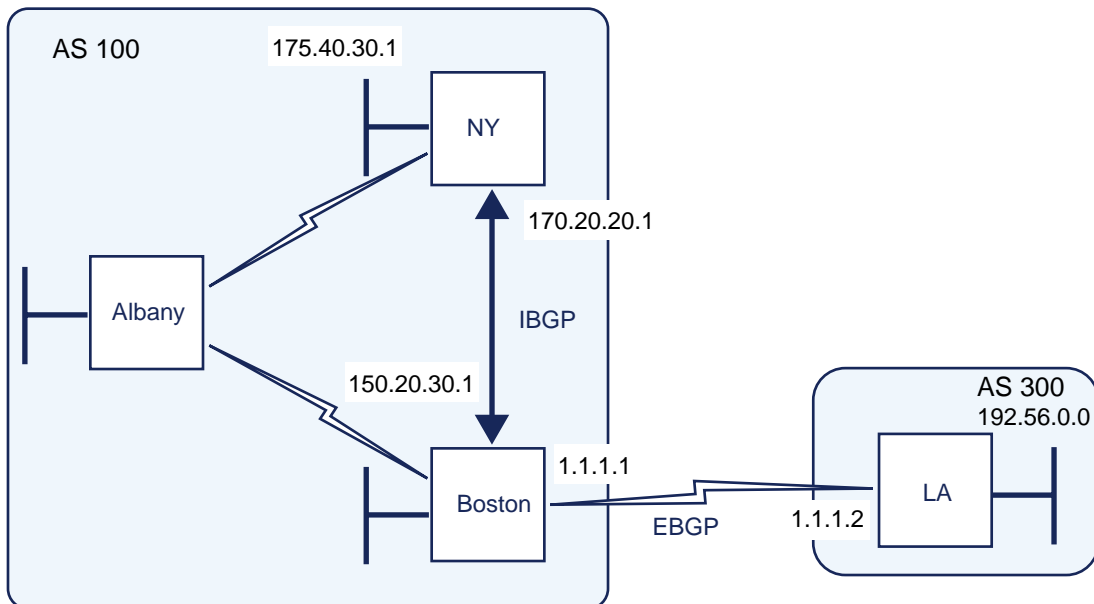 AS 100
175.40.30.1
NY
170.20.20.1
Albany
IBGP
150.20.30.1
AS 300
192.56.0.0
1.1.1.1
Boston
LA
1.1.1.2
EBGP